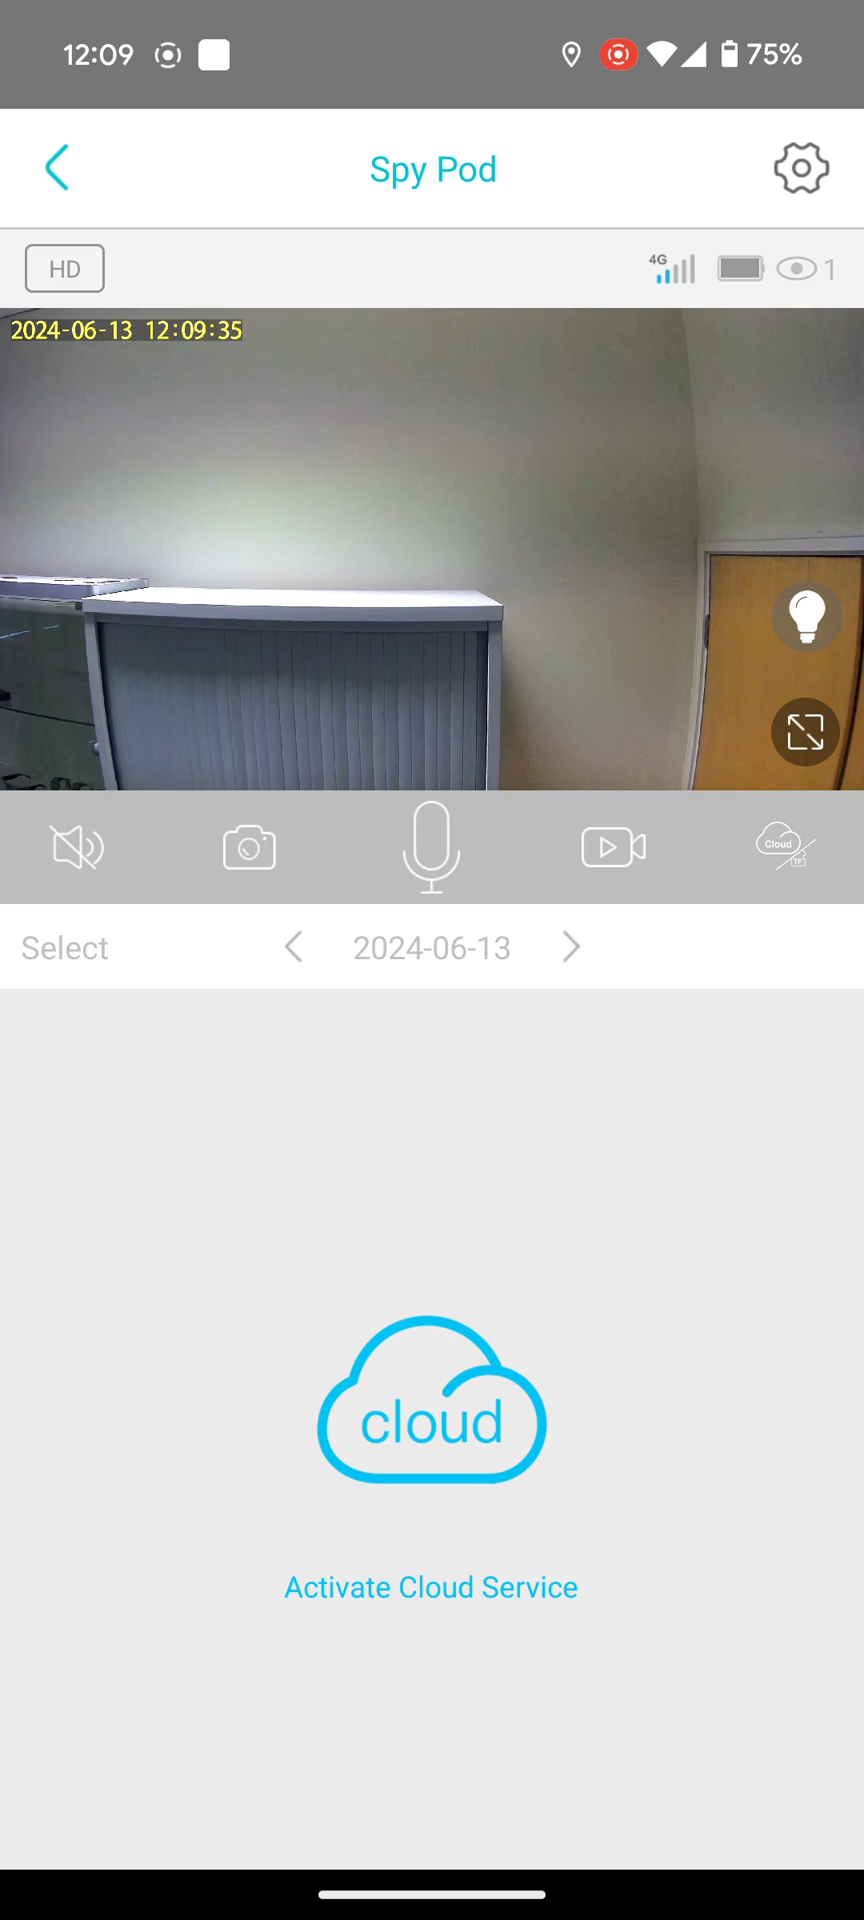 12:09 75%
Spy Pod
HD 4G 1
2024-06-13 12:09:35
Cloud
TF
Select 2024-06-13
cloud
Activate Cloud Service